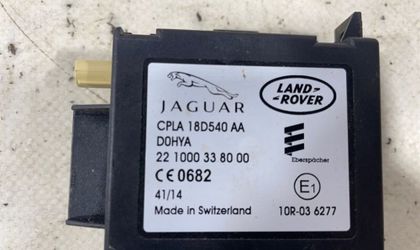 JAGUAR
LAND-
ROVER
CPLA 18D540 AA
D0HYA
22 1000 33 80 00
Eberspächer
CE 0682
E1
41/14
Made in Switzerland
10R-03 6277